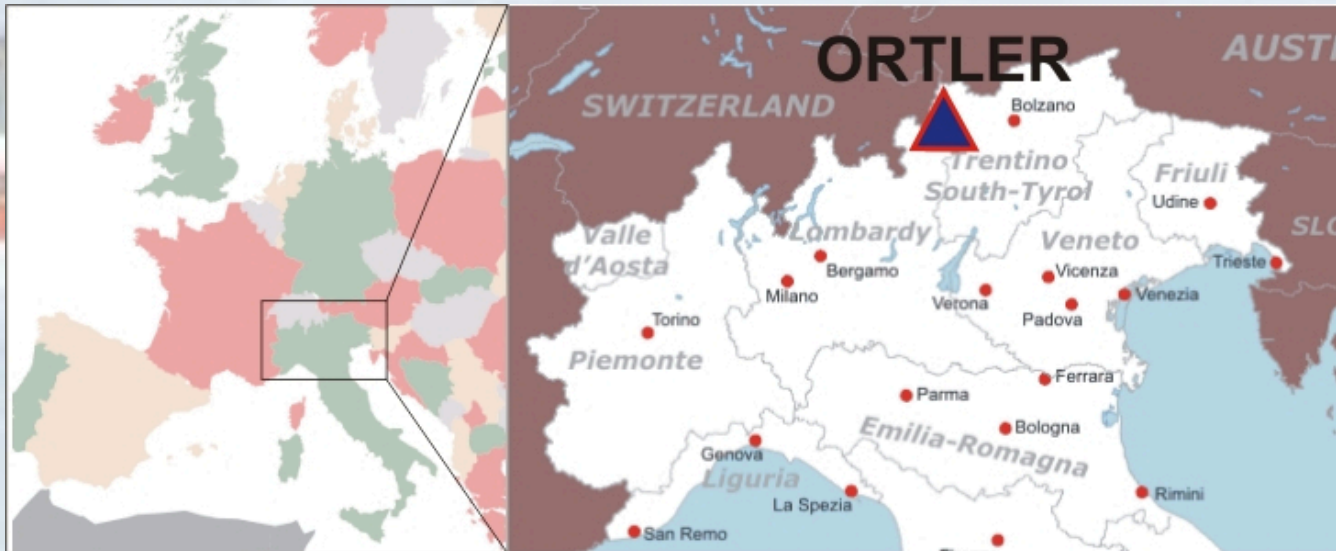 ORTLER
AUST
SWITZERLAND
Bolzano
Trentino
South-Tyrol
Friuli
Udine
Valle
d'Aosta
Lombardy
Bergamo
Milano
Veneto
Vicenza
Verona
Padova
Venezia
Trieste
SLO
Torino
Piemonte
Ferrara
Parma
Bologna
Emilia-Romagna
Genova
Liguria
La Spezia
Rimini
San Remo